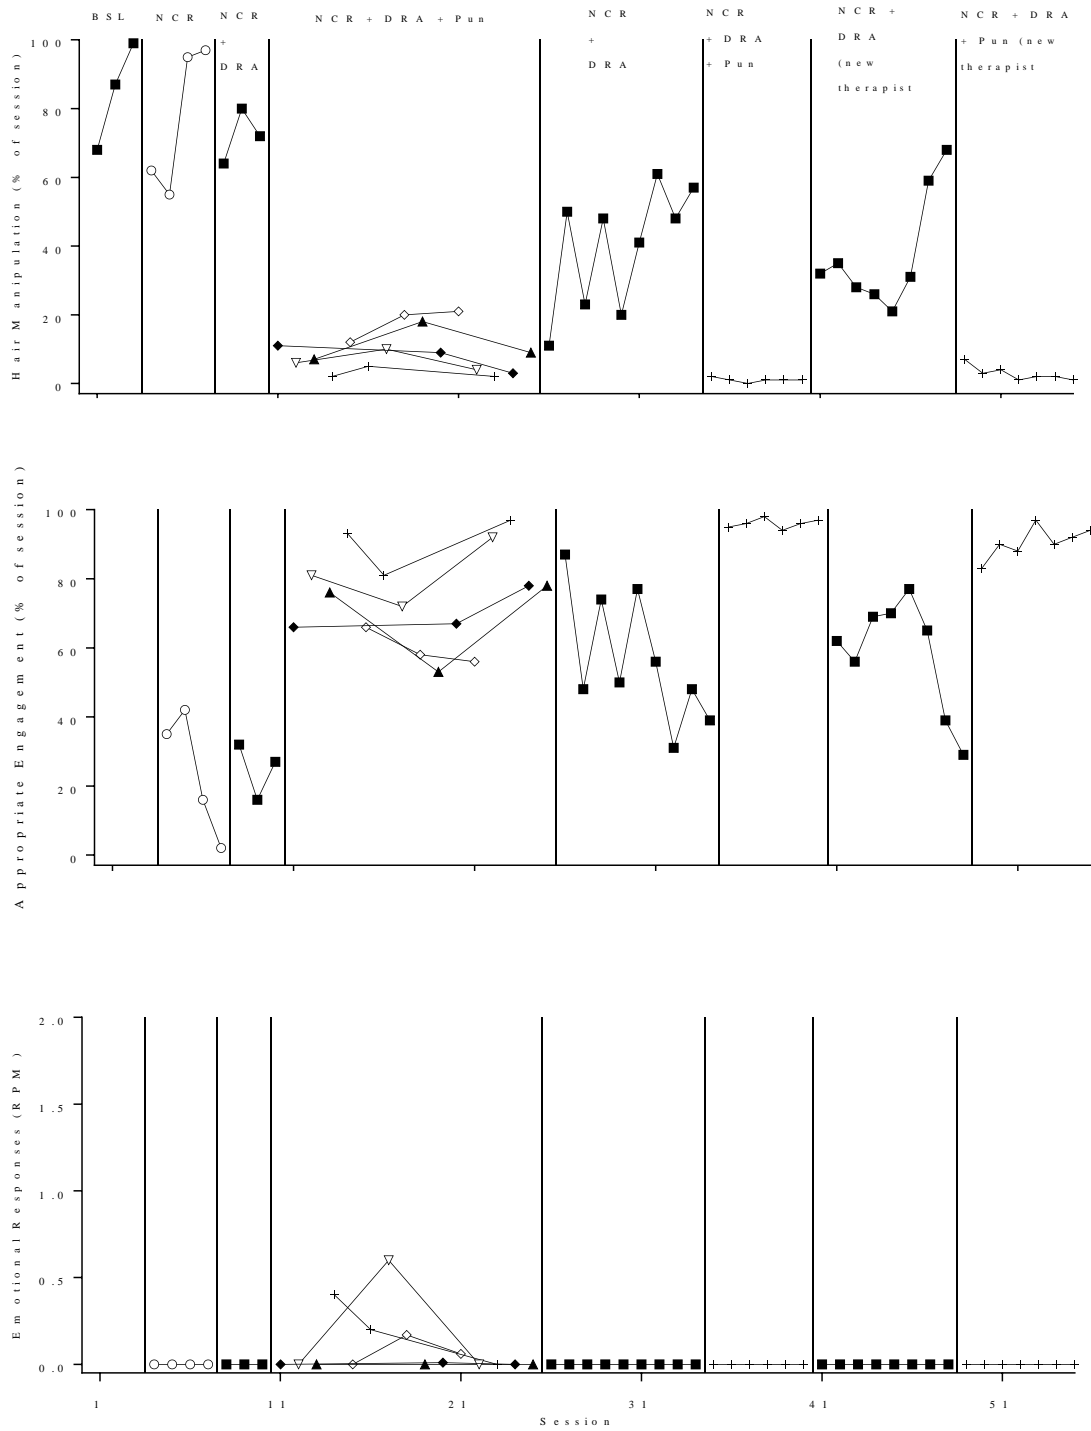 BSL
NCR
NCR
+
DRA
NCR + DRA + Pun
NCR
+
DRA
NCR
+ DRA
+ Pun
NCR +
DRA
(new
therapist
NCR + DRA
+ Pun (new
therapist
Hair Manipulation (% of session)
100
80
60
40
20
0
Appropriate Engagement (% of session)
100
80
60
40
20
0
Emotional Responses (RPM)
2.0
1.5
1.0
0.5
0.0
1 11 21 31 41 51
Session